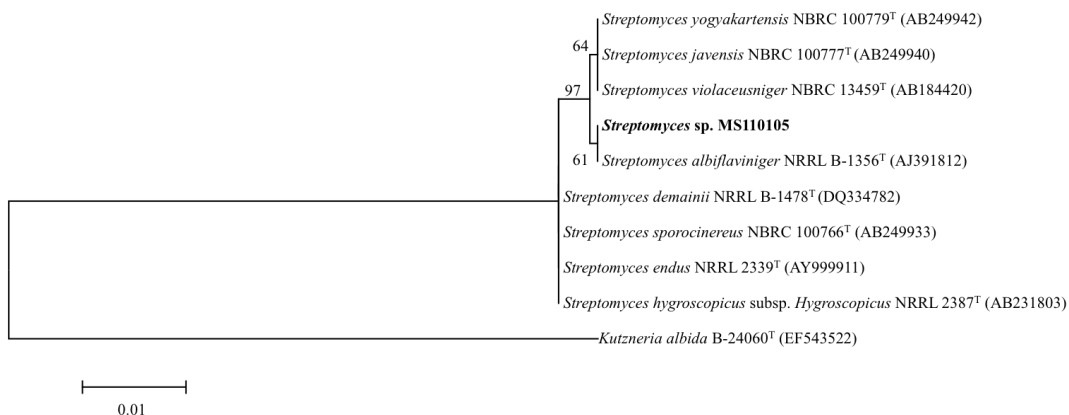 Streptomyces yogyakartensis NBRC 100779T (AB249942)
64
Streptomyces javensis NBRC 100777T (AB249940)
97
Streptomyces violaceusniger NBRC 13459T (AB184420)
Streptomyces sp. MS110105
61
Streptomyces albiflaviniger NRRL B-1356T (AJ391812)
Streptomyces demainii NRRL B-1478T (DQ334782)
Streptomyces sporocinereus NBRC 100766T (AB249933)
Streptomyces endus NRRL 2339T (AY999911)
Streptomyces hygroscopicus subsp. Hygroscopicus NRRL 2387T (AB231803)
Kutzneria albida B-24060T (EF543522)
0.01